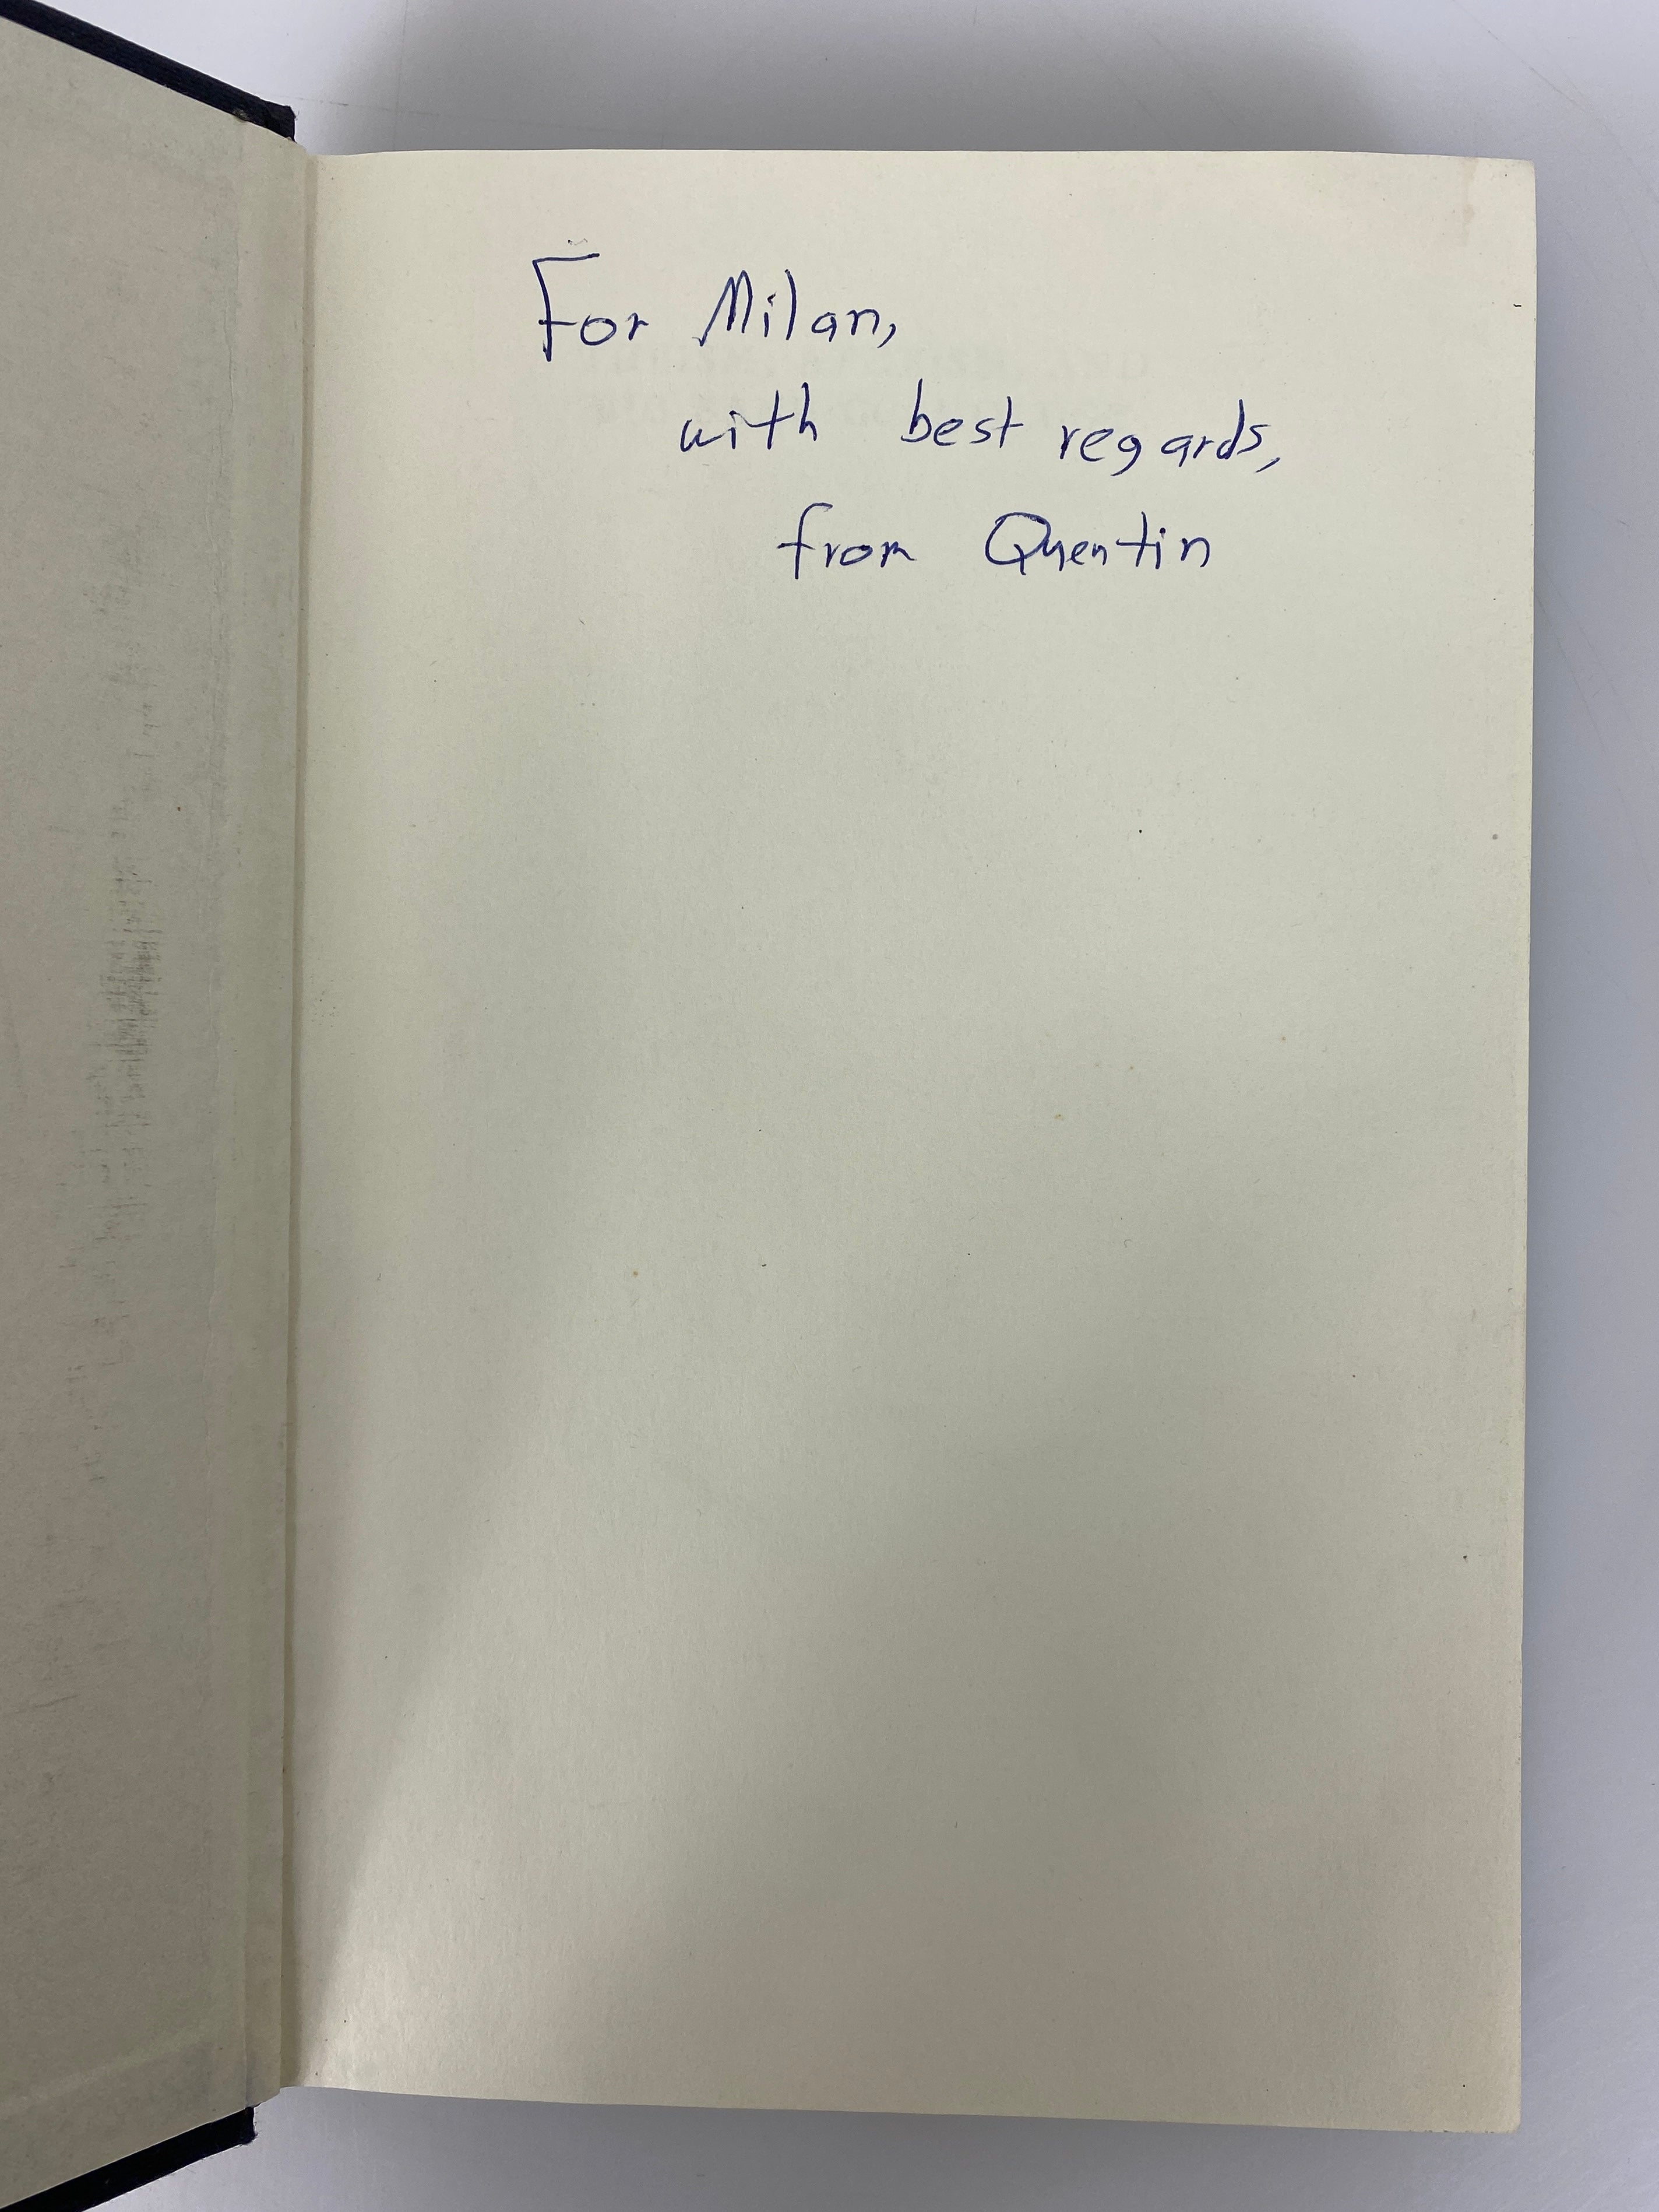 For Milan,
with best regards,
from Quentin